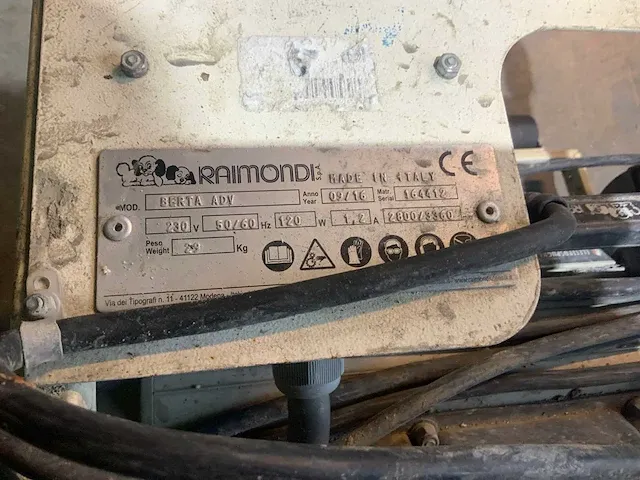 RAIMONDI S.p.A. MADE IN ITALY CE
MOD. BERTA ADV Anno Year 09/16 Matr. Serial 164412
230 V 50/60 Hz 120 W 1,2 A 2800/3360
Peso Weight 29 Kg
Via dei Tipografi n. 11 - 41122 Modena